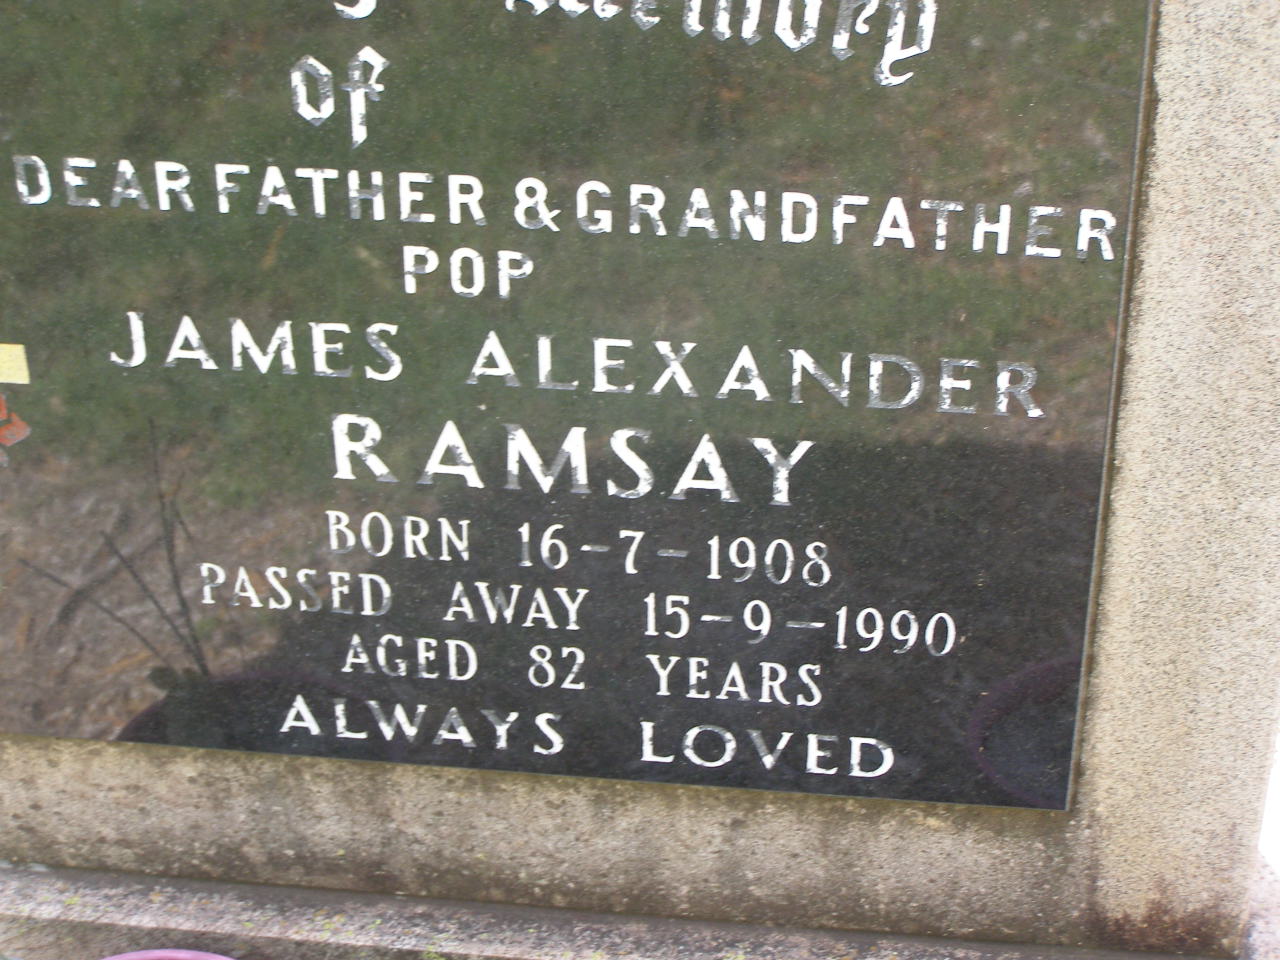 Memory
of
DEAR FATHER & GRANDFATHER
POP
JAMES ALEXANDER
RAMSAY
BORN 16-7-1908
PASSED AWAY 15-9-1990
AGED 82 YEARS
ALWAYS LOVED